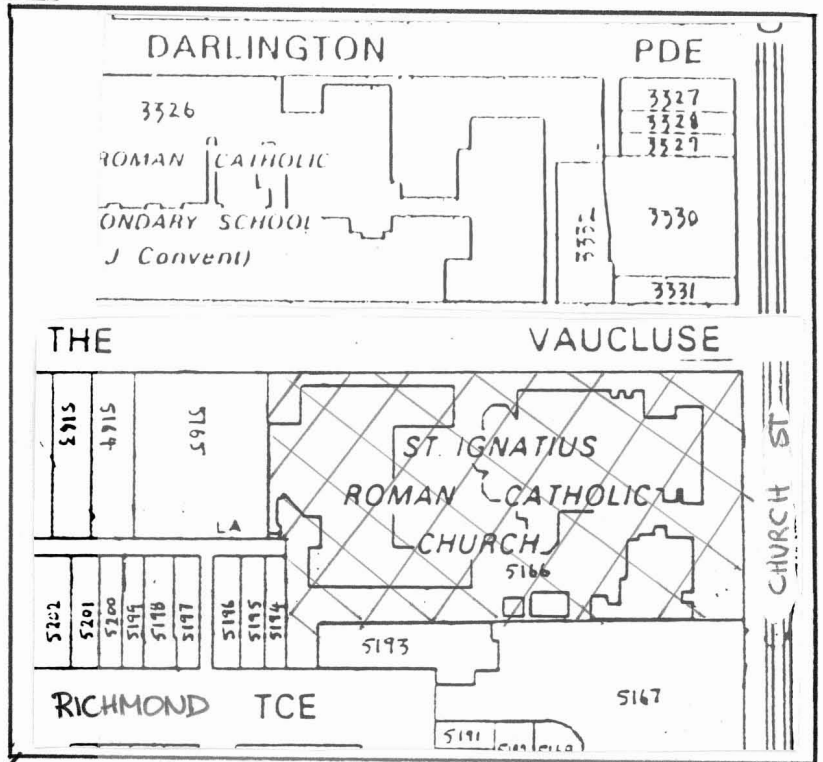 DARLINGTON PDE
3326
3327
3328
3327
ROMAN CATHOLIC
ONDARY SCHOOL
J Convent)
3332
3330
3331
THE VAUCLUSE
5163
5164
5165
ST. IGNATIUS
ROMAN CATHOLIC
CHURCH
5166
CHURCH ST
LA
5202
5201
5200
5199
5198
5197
5196
5195
5194
5193
5167
RICHMOND TCE
5191